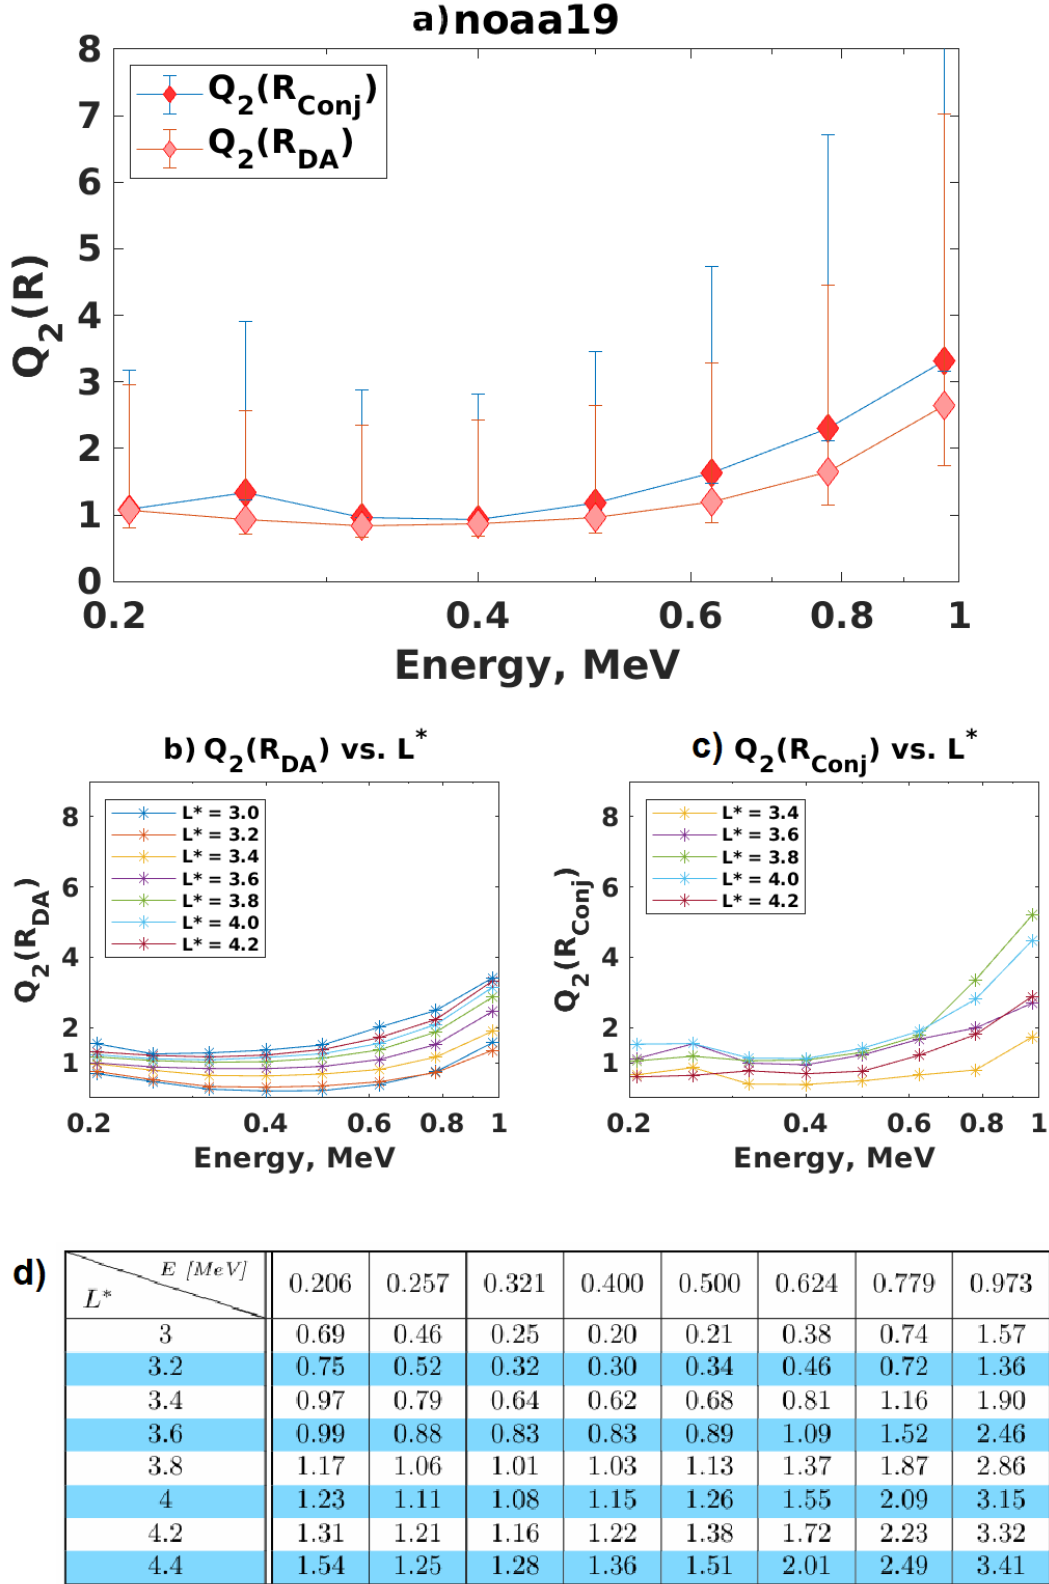 a) noaa19
8
7
6
5
4
3
2
1
0
Q2(R)
Q2(RConj)
Q2(RDA)
0.2 0.4 0.6 0.8 1
Energy, MeV
b) Q2(RDA) vs. L*
8
6
4
2
1
Q2(RDA)
L* = 3.0
L* = 3.2
L* = 3.4
L* = 3.6
L* = 3.8
L* = 4.0
L* = 4.2
0.2 0.4 0.6 0.8 1
Energy, MeV
c) Q2(RConj) vs. L*
8
6
4
2
1
Q2(RConj)
L* = 3.4
L* = 3.6
L* = 3.8
L* = 4.0
L* = 4.2
0.2 0.4 0.6 0.8 1
Energy, MeV
d)
E [MeV] 0.206 0.257 0.321 0.400 0.500 0.624 0.779 0.973
L*
3 0.69 0.46 0.25 0.20 0.21 0.38 0.74 1.57
3.2 0.75 0.52 0.32 0.30 0.34 0.46 0.72 1.36
3.4 0.97 0.79 0.64 0.62 0.68 0.81 1.16 1.90
3.6 0.99 0.88 0.83 0.83 0.89 1.09 1.52 2.46
3.8 1.17 1.06 1.01 1.03 1.13 1.37 1.87 2.86
4 1.23 1.11 1.08 1.15 1.26 1.55 2.09 3.15
4.2 1.31 1.21 1.16 1.22 1.38 1.72 2.23 3.32
4.4 1.54 1.25 1.28 1.36 1.51 2.01 2.49 3.41